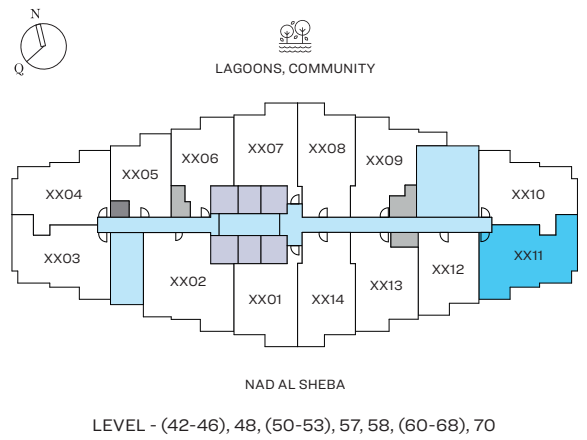 N
Q
LAGOONS, COMMUNITY
XX07
XX08
XX06
XX09
XX05
XX04
XX10
XX03
XX11
XX12
XX02
XX13
XX01
XX14
NAD AL SHEBA
LEVEL - (42-46), 48, (50-53), 57, 58, (60-68), 70